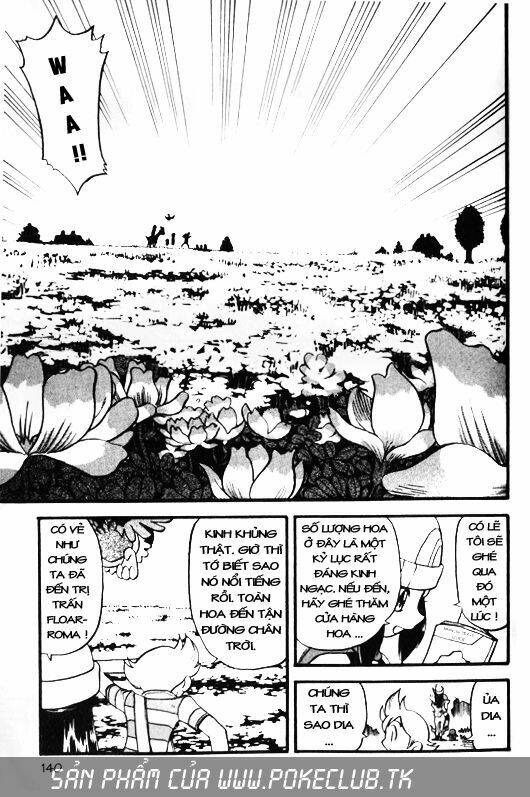 WAA!!
SỐ LƯỢNG HOA
Ở ĐÂY LÀ MỘT
KỶ LỤC RẤT
ĐÁNG KINH
NGẠC. NẾU ĐẾN,
HÃY GHÉ THĂM
CỬA HÀNG
HOA ...
CÓ LẼ
TÔI SẼ
GHÉ
QUA
ĐÓ
MỘT
LÚC!
ỦA
DIA
...
CHÚNG
TA THÌ
SAO DIA
...
KINH KHỦNG
THẬT. GIỜ THÌ
TỚ BIẾT SAO
NÓ NỔI TIẾNG
RỒI. TOÀN
HOA ĐẾN TẬN
ĐƯỜNG CHÂN
TRỜI.
CÓ VẺ
NHƯ
CHÚNG
TA ĐÃ
ĐẾN TRỊ
TRẤN
FLOAR-
ROMA !
140
SẢN PHẨM CỦA WWW.POKECLUB.TK